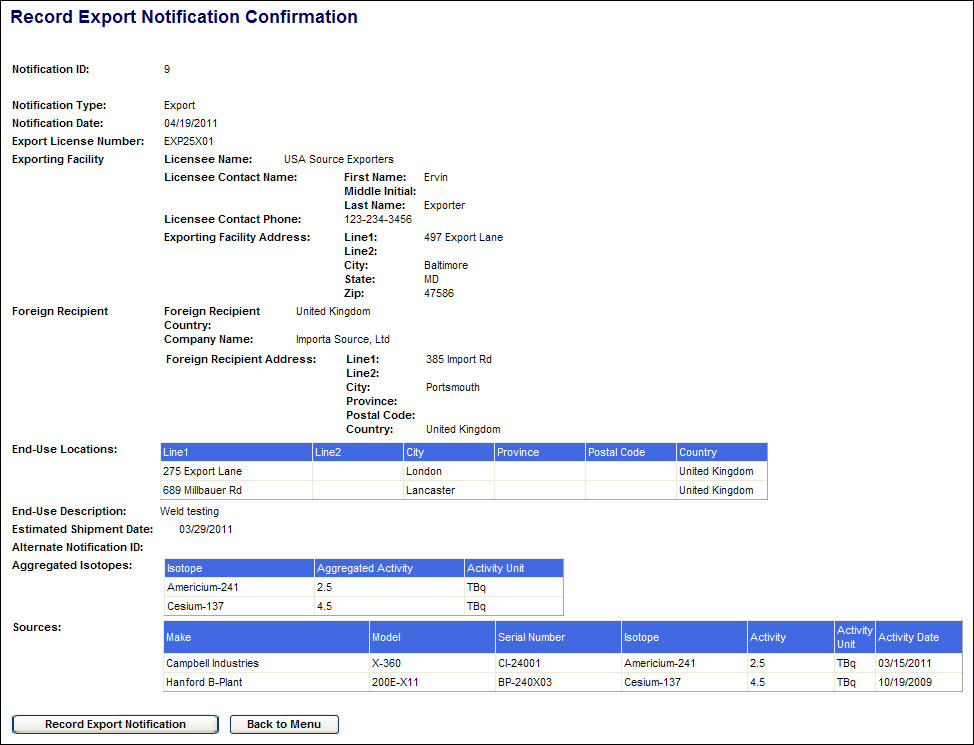 Record Export Notification Confirmation
Notification ID: 9
Notification Type: Export
Notification Date: 04/19/2011
Export License Number: EXP25X01
Exporting Facility Licensee Name: USA Source Exporters
Licensee Contact Name: First Name: Ervin
Middle Initial:
Last Name: Exporter
Licensee Contact Phone: 123-234-3456
Exporting Facility Address: Line1: 497 Export Lane
Line2:
City: Baltimore
State: MD
Zip: 47586
Foreign Recipient Foreign Recipient United Kingdom
Country:
Company Name: Importa Source, Ltd
Foreign Recipient Address: Line1: 385 Import Rd
Line2:
City: Portsmouth
Province:
Postal Code:
Country: United Kingdom
End-Use Locations: Line1 Line2 City Province Postal Code Country
275 Export Lane London United Kingdom
689 Millbauer Rd Lancaster United Kingdom
End-Use Description: Weld testing
Estimated Shipment Date: 03/29/2011
Alternate Notification ID:
Aggregated Isotopes: Isotope Aggregated Activity Activity Unit
Americium-241 2.5 TBq
Cesium-137 4.5 TBq
Sources: Make Model Serial Number Isotope Activity Activity Unit Activity Date
Campbell Industries X-360 CI-24001 Americium-241 2.5 TBq 03/15/2011
Hanford B-Plant 200E-X11 BP-240X03 Cesium-137 4.5 TBq 10/19/2009
Record Export Notification Back to Menu